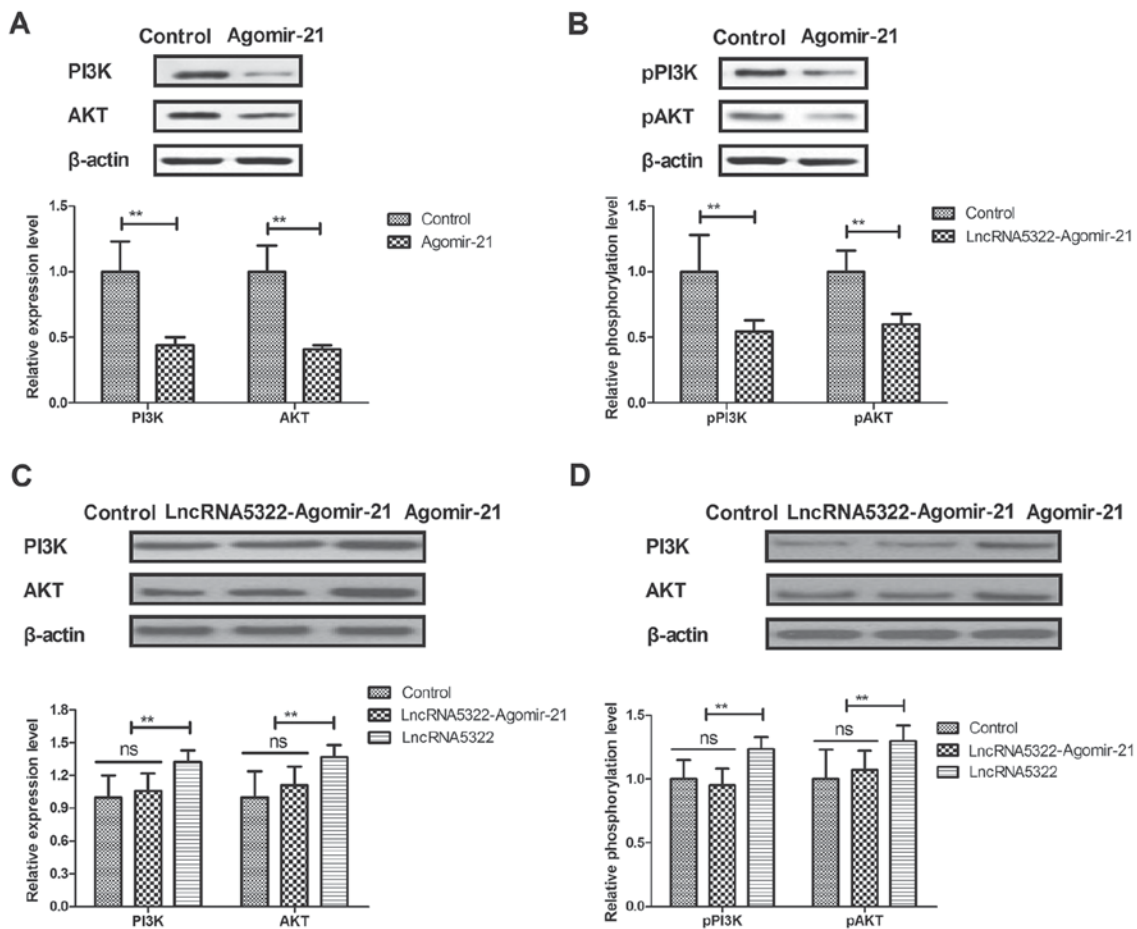 A
Control Agomir-21
PI3K
AKT
β-actin
Relative expression level
1.5
1.0
0.5
0.0
**
**
PI3K
AKT
Control
Agomir-21
B
Control Agomir-21
pPI3K
pAKT
β-actin
Relative phosphorylation level
1.5
1.0
0.5
0.0
**
**
pPI3K
pAKT
Control
LncRNA5322-Agomir-21
C
Control LncRNA5322-Agomir-21 Agomir-21
PI3K
AKT
β-actin
Relative expression level
1.8
1.5
1.2
0.9
0.6
0.3
0.0
**
ns
**
ns
PI3K
AKT
Control
LncRNA5322-Agomir-21
LncRNA5322
D
Control LncRNA5322-Agomir-21 Agomir-21
PI3K
AKT
β-actin
Relative phosphorylation level
1.5
1.0
0.5
0.0
**
ns
**
ns
pPI3K
pAKT
Control
LncRNA5322-Agomir-21
LncRNA5322